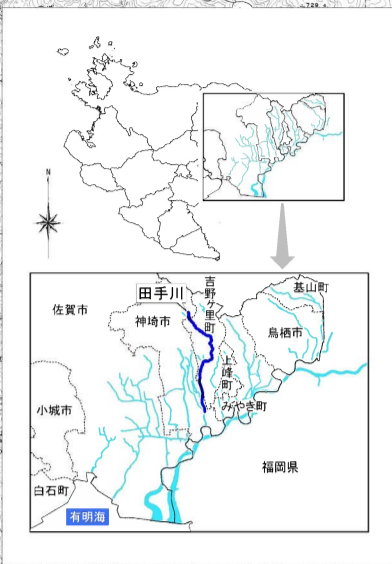 729
N
田手川
吉野ヶ里町
基山町
佐賀市
神埼市
鳥栖市
上峰町
みやき町
小城市
福岡県
白石町
有明海